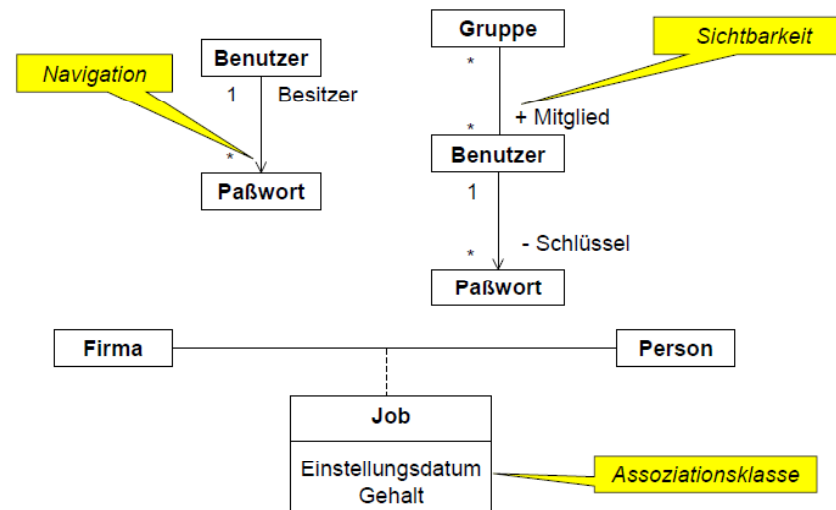 Gruppe
Sichtbarkeit
Navigation
Benutzer
*
1
Besitzer
+ Mitglied
*
*
Benutzer
Paßwort
1
- Schlüssel
*
Paßwort
Firma
Person
Job
Einstellungsdatum
Gehalt
Assoziationsklasse